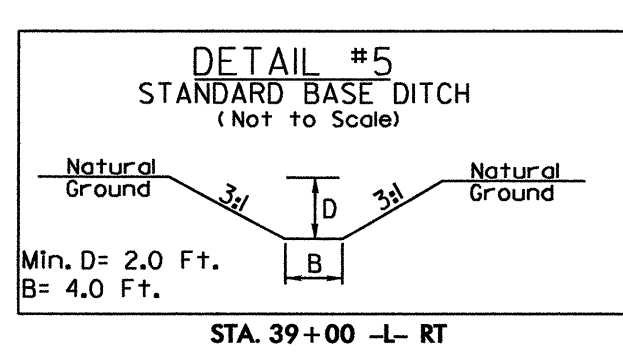 DETAIL #5
STANDARD BASE DITCH
(Not to Scale)
Natural
Ground
3:1
D
3:1
Natural
Ground
B
Min. D= 2.0 Ft.
B= 4.0 Ft.
STA. 39+00 -L- RT